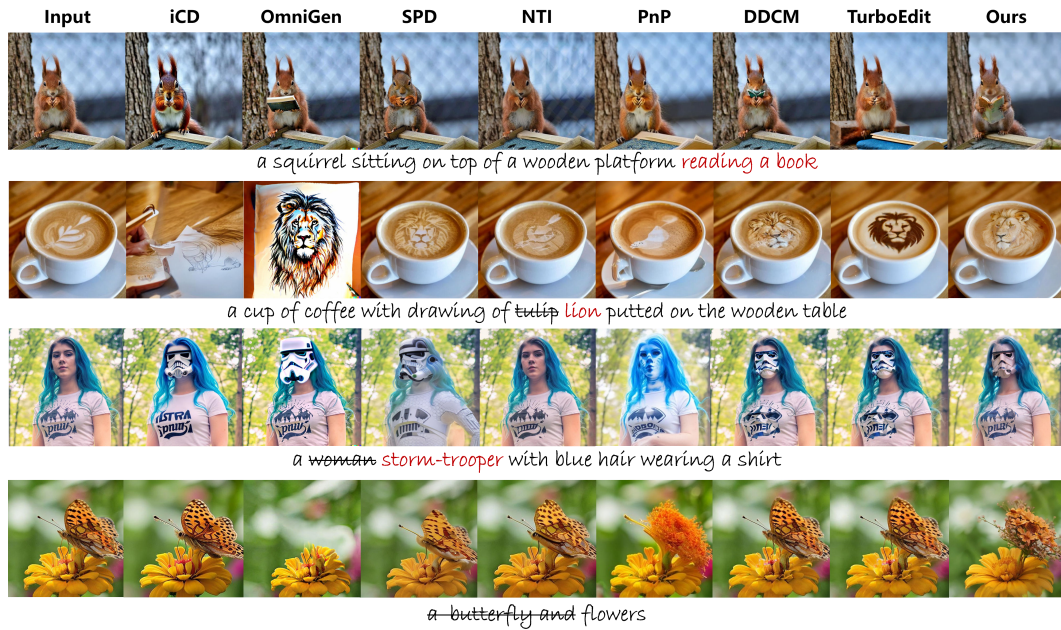 Input iCD OmniGen SPD NTI PnP DDCM TurboEdit Ours
a squirrel sitting on top of a wooden platform reading a book
a cup of coffee with drawing of tulip lion putted on the wooden table
a woman storm-trooper with blue hair wearing a shirt
a butterfly and flowers